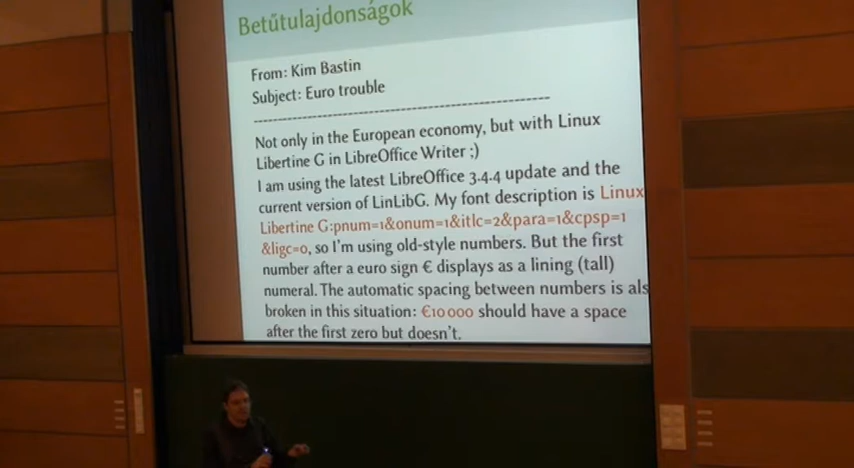 Betűtulajdonságok
From: Kim Bastin
Subject: Euro trouble
--------------------------------------------------------
Not only in the European economy, but with Linux
Libertine G in LibreOffice Writer ;)
I am using the latest LibreOffice 3.4.4 update and the
current version of LinLibG. My font description is Linux
Libertine G:pnum=1&onum=1&itlc=2&para=1&cpsp=1
&ligc=0, so I'm using old-style numbers. But the first
number after a euro sign € displays as a lining (tall)
numeral. The automatic spacing between numbers is als
broken in this situation: €10 000 should have a space
after the first zero but doesn't.